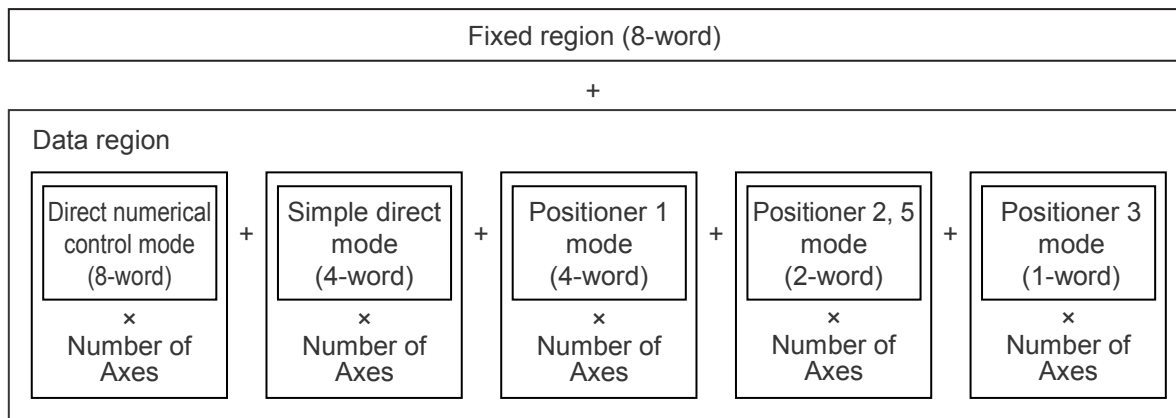 Fixed region (8-word)
+
Data region
Direct numerical
control mode
(8-word)
×
Number of
Axes
+
Simple direct
mode
(4-word)
×
Number of
Axes
+
Positioner 1
mode
(4-word)
×
Number of
Axes
+
Positioner 2, 5
mode
(2-word)
×
Number of
Axes
+
Positioner 3
mode
(1-word)
×
Number of
Axes